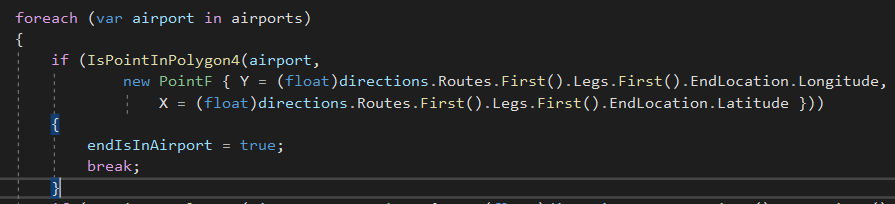 foreach (var airport in airports)
{
if (IsPointInPolygon4(airport,
new PointF { Y = (float)directions.Routes.First().Legs.First().EndLocation.Longitude,
X = (float)directions.Routes.First().Legs.First().EndLocation.Latitude }))
{
endIsInAirport = true;
break;
}